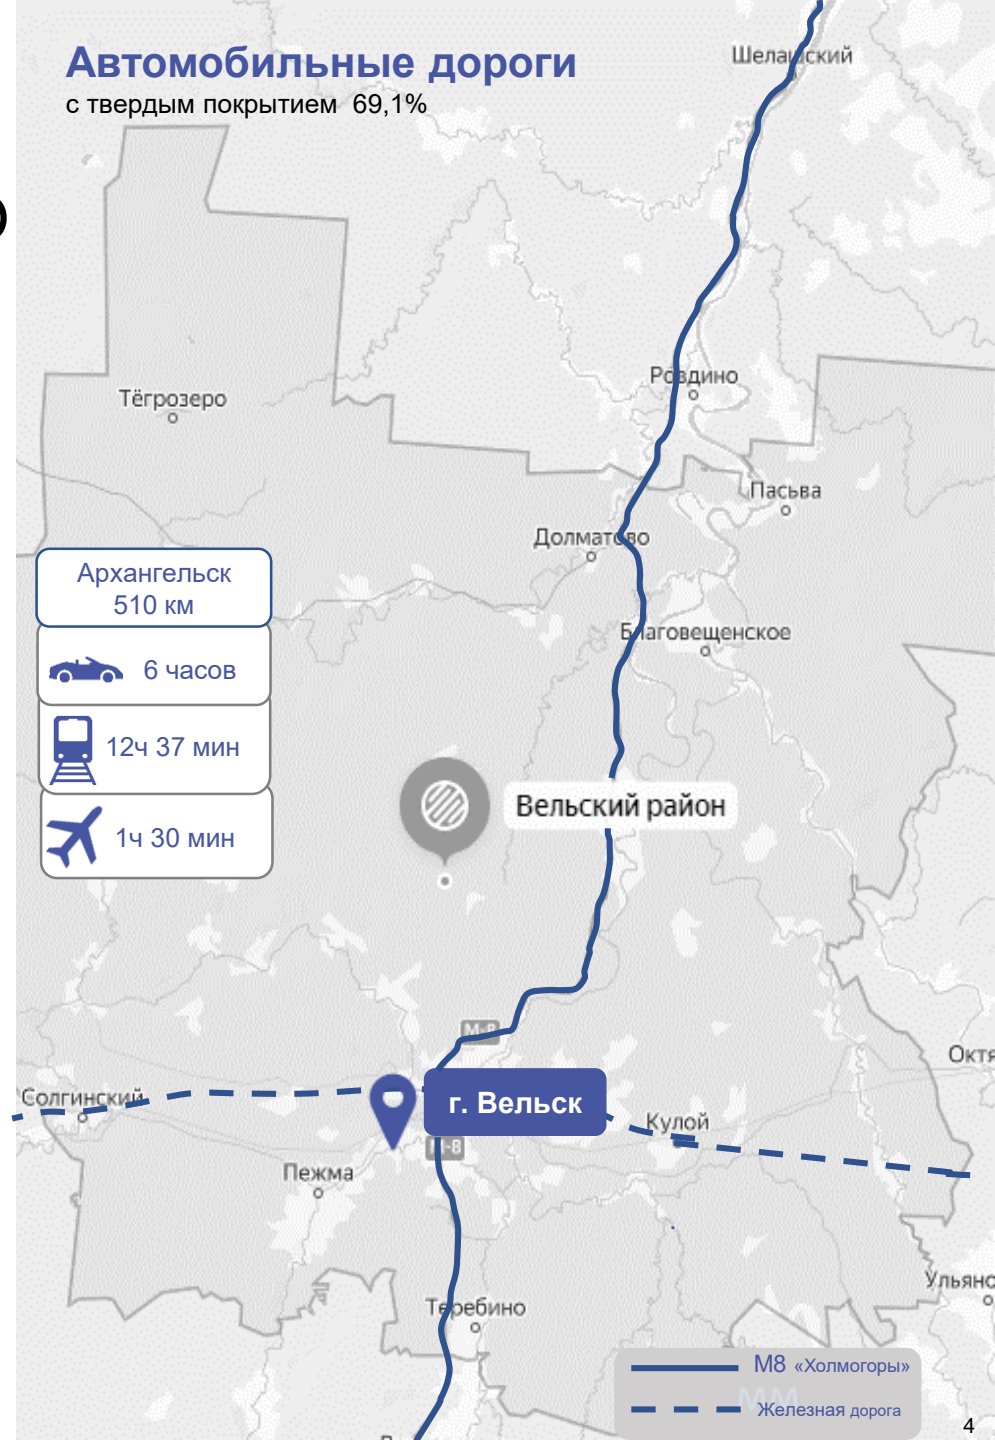 Автомобильные дороги
с твердым покрытием 69,1%
Шелашский
Тёгрозеро
Ровдино
Пасьва
Долматово
Архангельск
510 км
6 часов
12ч 37 мин
1ч 30 мин
Благовещенское
Вельский район
М-8
Октя
Солгинский
г. Вельск
Кулой
М-8
Пежма
Ульяно
Теребино
М8 «Холмогоры»
Железная дорога
4